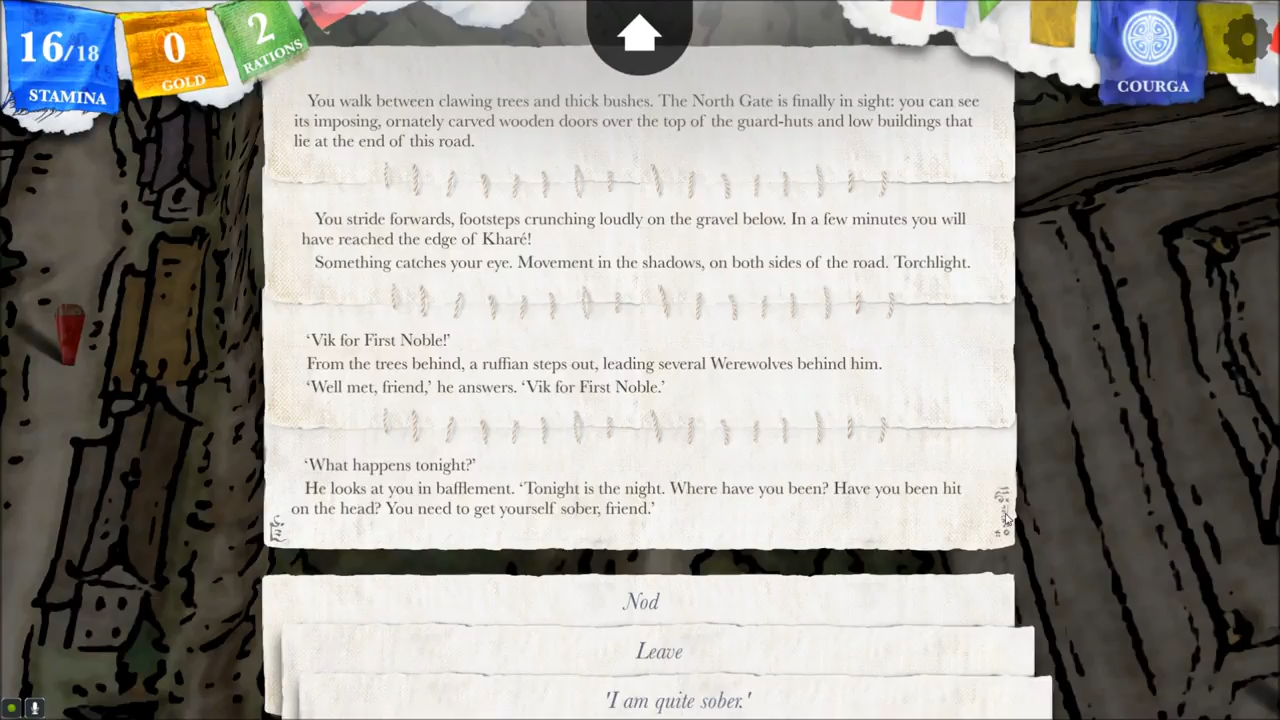 16/18
STAMINA
0
GOLD
2
RATIONS
COURGA
You walk between clawing trees and thick bushes. The North Gate is finally in sight: you can see
its imposing, ornately carved wooden doors over the top of the guard-huts and low buildings that
lie at the end of this road.
You stride forwards, footsteps crunching loudly on the gravel below. In a few minutes you will
have reached the edge of Kharé!
Something catches your eye. Movement in the shadows, on both sides of the road. Torchlight.
‘Vik for First Noble!’
From the trees behind, a ruffian steps out, leading several Werewolves behind him.
‘Well met, friend,’ he answers. ‘Vik for First Noble.’
‘What happens tonight?’
He looks at you in bafflement. ‘Tonight is the night. Where have you been? Have you been hit
on the head? You need to get yourself sober, friend.’
Nod
Leave
'I am quite sober.'